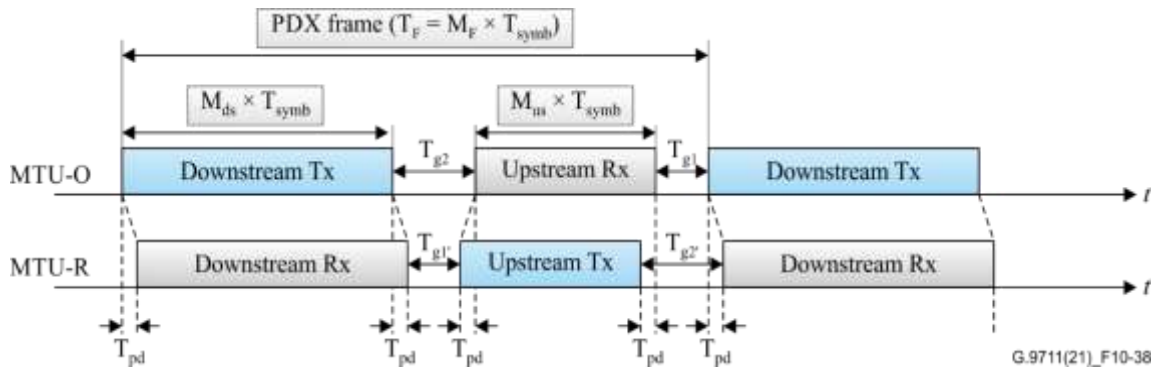 PDX frame (T_F = M_F × T_symb)
M_ds × T_symb
M_us × T_symb
T_g2
T_g1
MTU-O
Downstream Tx
Upstream Rx
Downstream Tx
t
T_g1'
T_g2'
MTU-R
Downstream Rx
Upstream Tx
Downstream Rx
t
T_pd
T_pd
T_pd
T_pd
T_pd
G.9711(21)_F10-38